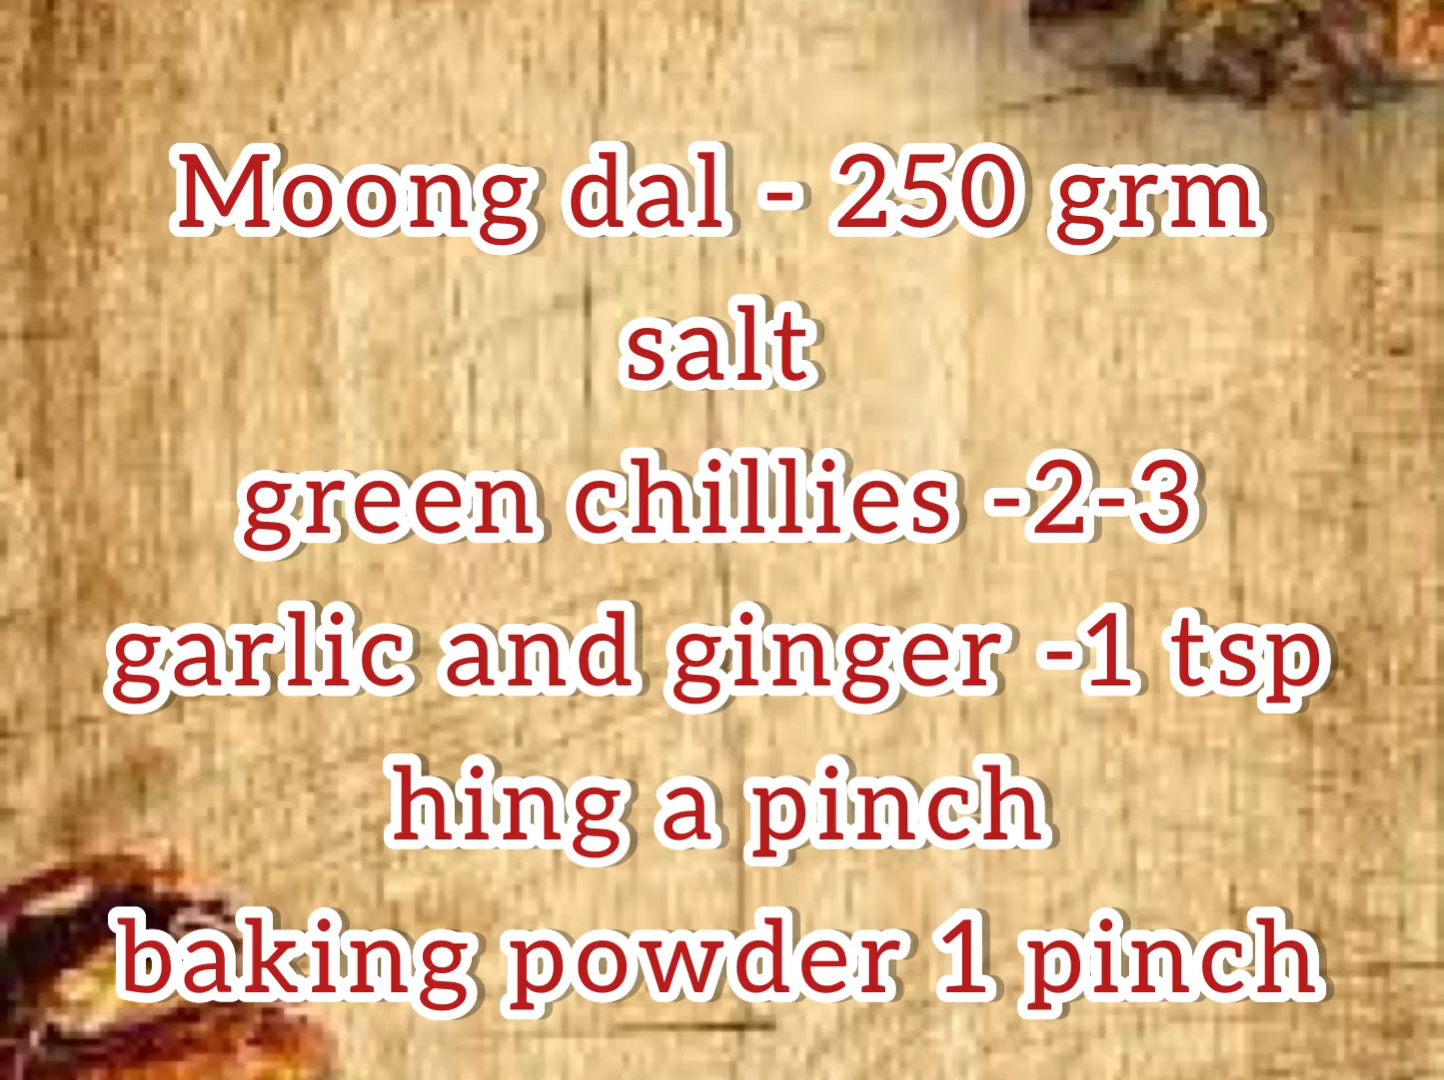 Moong dal - 250 grm
salt
green chillies -2-3
garlic and ginger -1 tsp
hing a pinch
baking powder 1 pinch